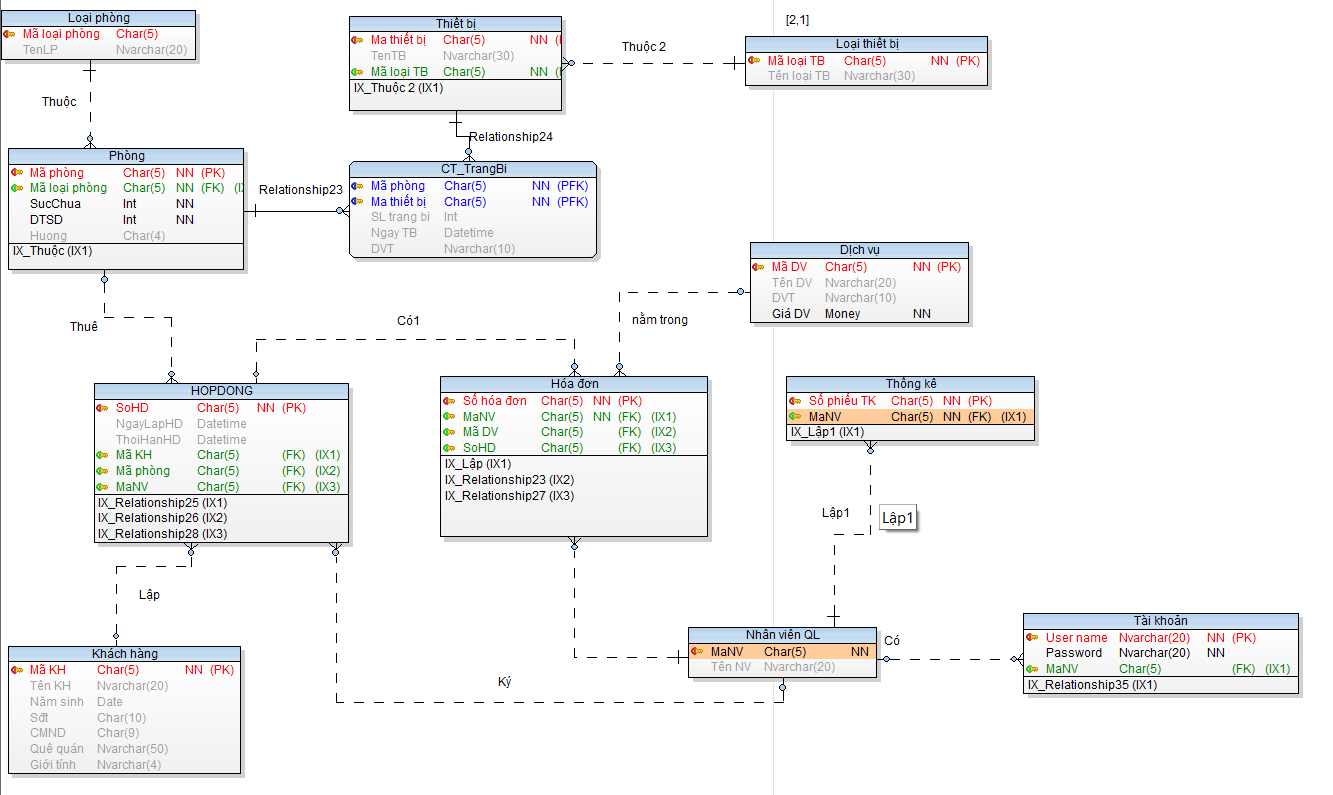 Loại phòng
Mã loại phòng Char(5)
TenLP Nvarchar(20)
Thuộc
Thiết bị
Ma thiết bị Char(5) NN (
TenTB Nvarchar(30)
Mã loại TB Char(5) NN (
IX_Thuộc 2 (IX1)
Thuộc 2
[2,1]
Loại thiết bị
Mã loại TB Char(5) NN (PK)
Tên loại TB Nvarchar(30)
Relationship24
Phòng
Mã phòng Char(5) NN (PK)
Mã loại phòng Char(5) NN (FK) (I
SucChua Int NN
DTSD Int NN
Huong Char(4)
IX_Thuộc (IX1)
Relationship23
CT_TrangBi
Mã phòng Char(5) NN (PFK)
Ma thiết bị Char(5) NN (PFK)
SL trang bi Int
Ngay TB Datetime
DVT Nvarchar(10)
Dịch vụ
Mã DV Char(5) NN (PK)
Tên DV Nvarchar(20)
DVT Nvarchar(10)
Giá DV Money NN
Thuê
Có1
nằm trong
HOPDONG
SoHD Char(5) NN (PK)
NgayLapHD Datetime
ThoiHanHD Datetime
Mã KH Char(5) (FK) (IX1)
Mã phòng Char(5) (FK) (IX2)
MaNV Char(5) (FK) (IX3)
IX_Relationship25 (IX1)
IX_Relationship26 (IX2)
IX_Relationship28 (IX3)
Hóa đơn
Số hóa đơn Char(5) NN (PK)
MaNV Char(5) NN (FK) (IX1)
Mã DV Char(5) (FK) (IX2)
SoHD Char(5) (FK) (IX3)
IX_Lập (IX1)
IX_Relationship23 (IX2)
IX_Relationship27 (IX3)
Thống kê
Số phiếu TK Char(5) NN (PK)
MaNV Char(5) NN (FK) (IX1)
IX_Lập1 (IX1)
Lập1
Lập1
Lập
Khách hàng
Mã KH Char(5) NN (PK)
Tên KH Nvarchar(20)
Năm sinh Date
Sđt Char(10)
CMND Char(9)
Quê quán Nvarchar(50)
Giới tính Nvarchar(4)
Ký
Nhân viên QL
MaNV Char(5) NN
Tên NV Nvarchar(20)
Có
Tài khoản
User name Nvarchar(20) NN (PK)
Password Nvarchar(20) NN
MaNV Char(5) (FK) (IX1)
IX_Relationship35 (IX1)